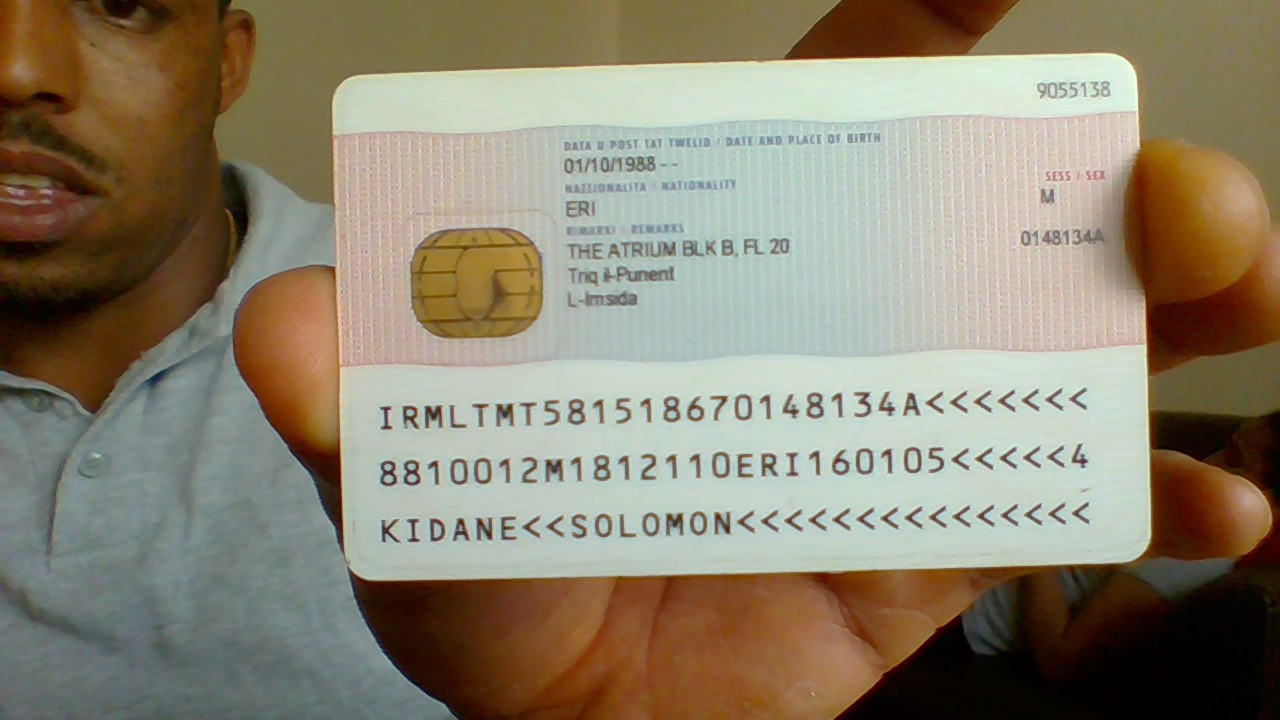 9055138
DATA U POST TAT TWELID / DATE AND PLACE OF BIRTH
01/10/1988 - -
SESS / SEX
NAZZJONALITA / NATIONALITY
M
ERI
RIMARKI / REMARKS
0148134A
THE ATRIUM BLK B, FL 20
Triq il-Punent
L-Imsida
IRMLTMT581518670148134A<<<<<<<
8810012M1812110ERI160105<<<<<4
KIDANE<<SOLOMON<<<<<<<<<<<<<<<